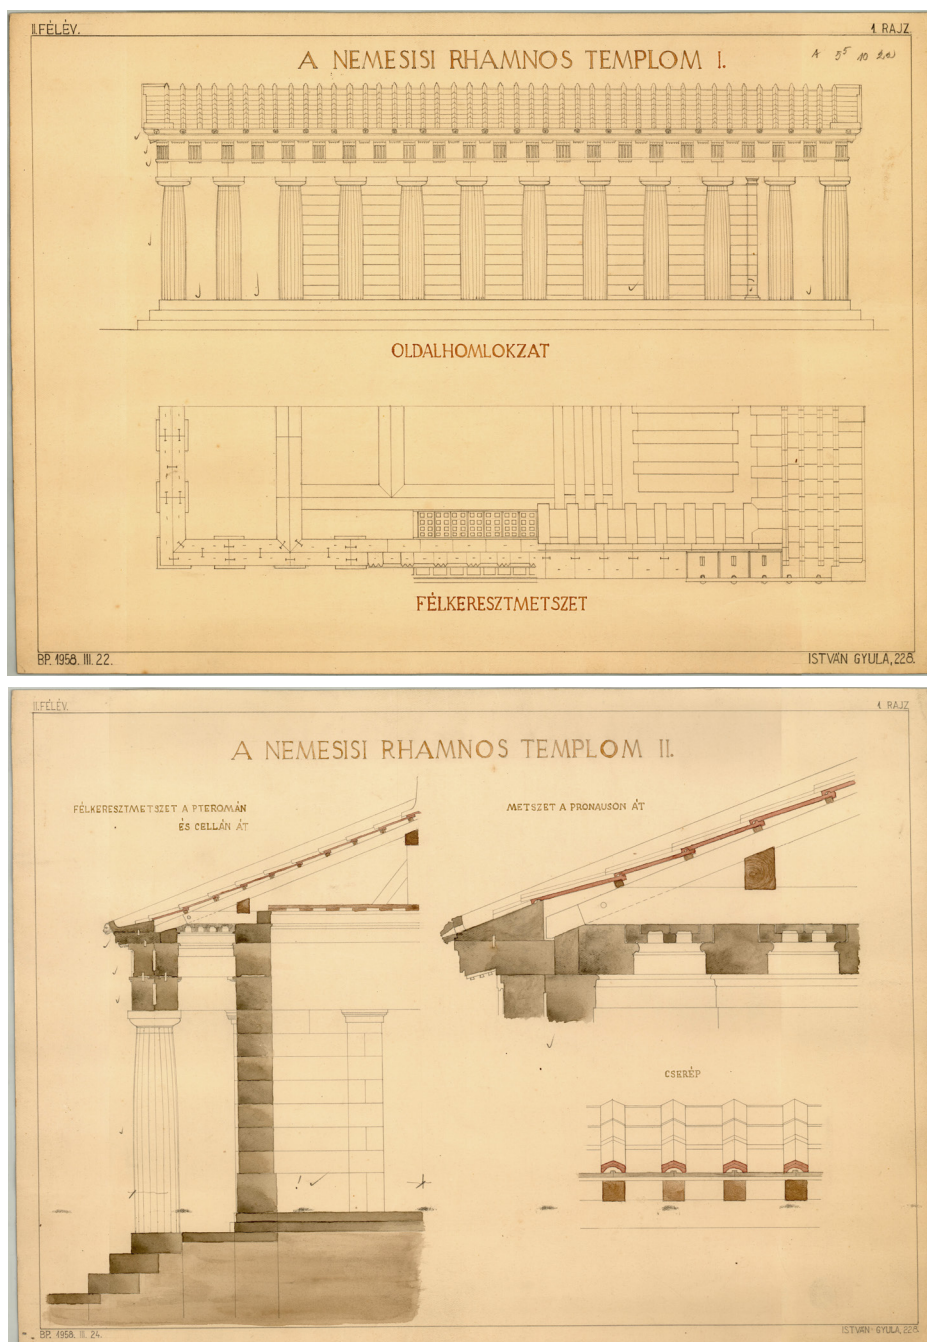 II.FÉLÉV.
1. RAJZ
A NEMESISI RHAMNOS TEMPLOM I.
OLDALHOMLOKZAT
FÉLKERESZTMETSZET
BP. 1958. III. 22.
ISTVÁN GYULA, 228.
II.FÉLÉV.
1. RAJZ
A NEMESISI RHAMNOS TEMPLOM II.
FÉLKERESZTMETSZET A PTEROMÁN
ÉS CELLÁN ÁT
METSZET A PRONAUSON ÁT
CSERÉP
BP. 1958. III. 24.
ISTVÁN GYULA, 228.